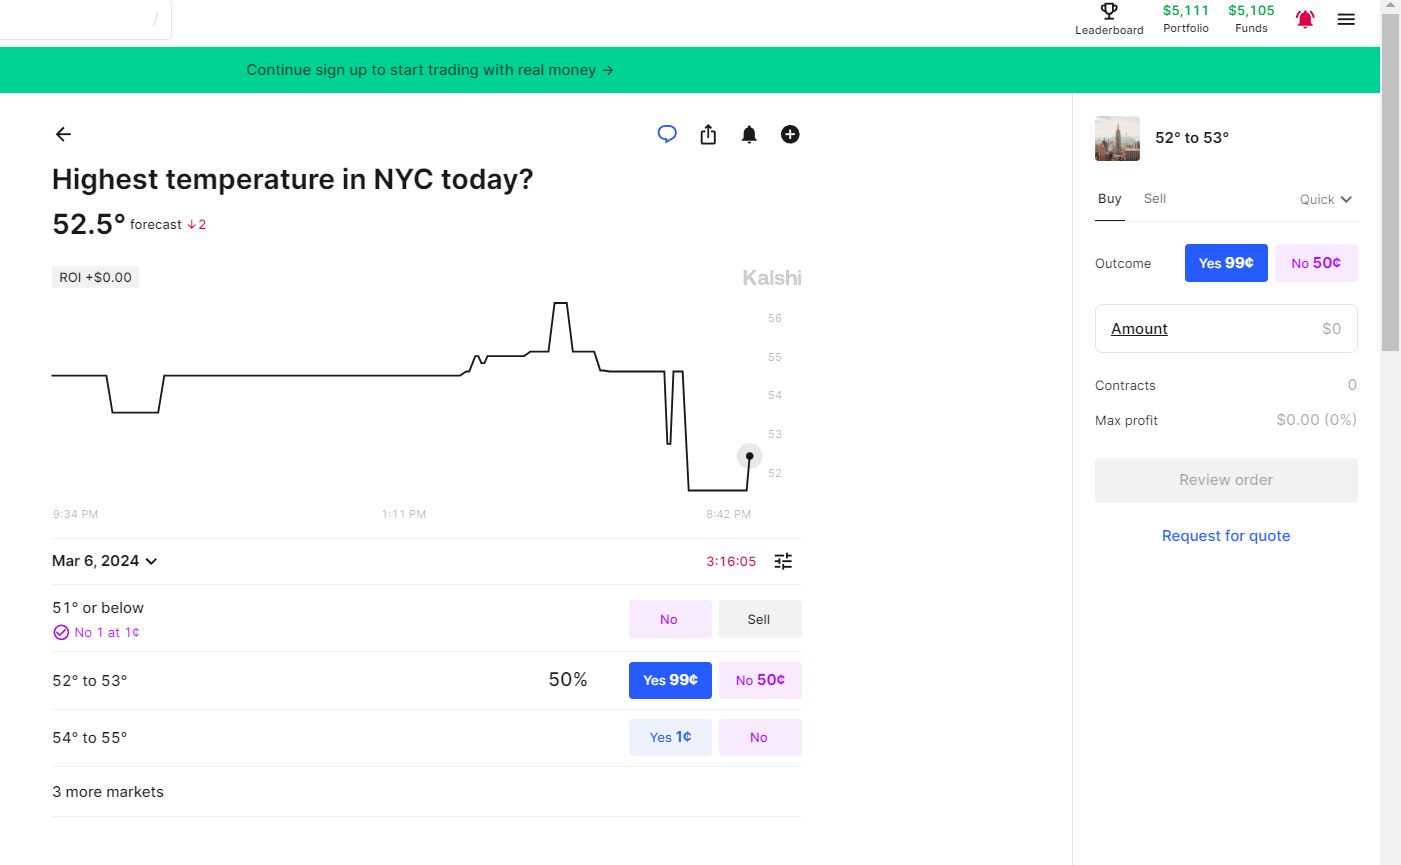 /
$5,111 $5,105
Leaderboard Portfolio Funds
Continue sign up to start trading with real money →
Highest temperature in NYC today?
52.5° forecast ↓2
ROI +$0.00
Kalshi
56
55
54
53
52
9:34 PM 1:11 PM 8:42 PM
Mar 6, 2024
3:16:05
51° or below
No 1 at 1¢
No Sell
52° to 53° 50% Yes 99¢ No 50¢
54° to 55° Yes 1¢ No
3 more markets
52° to 53°
Buy Sell Quick
Outcome Yes 99¢ No 50¢
Amount $0
Contracts 0
Max profit $0.00 (0%)
Review order
Request for quote